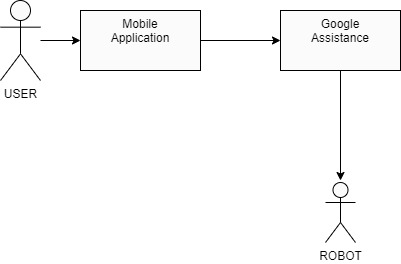 Mobile
Application
Google
Assistance
USER
ROBOT